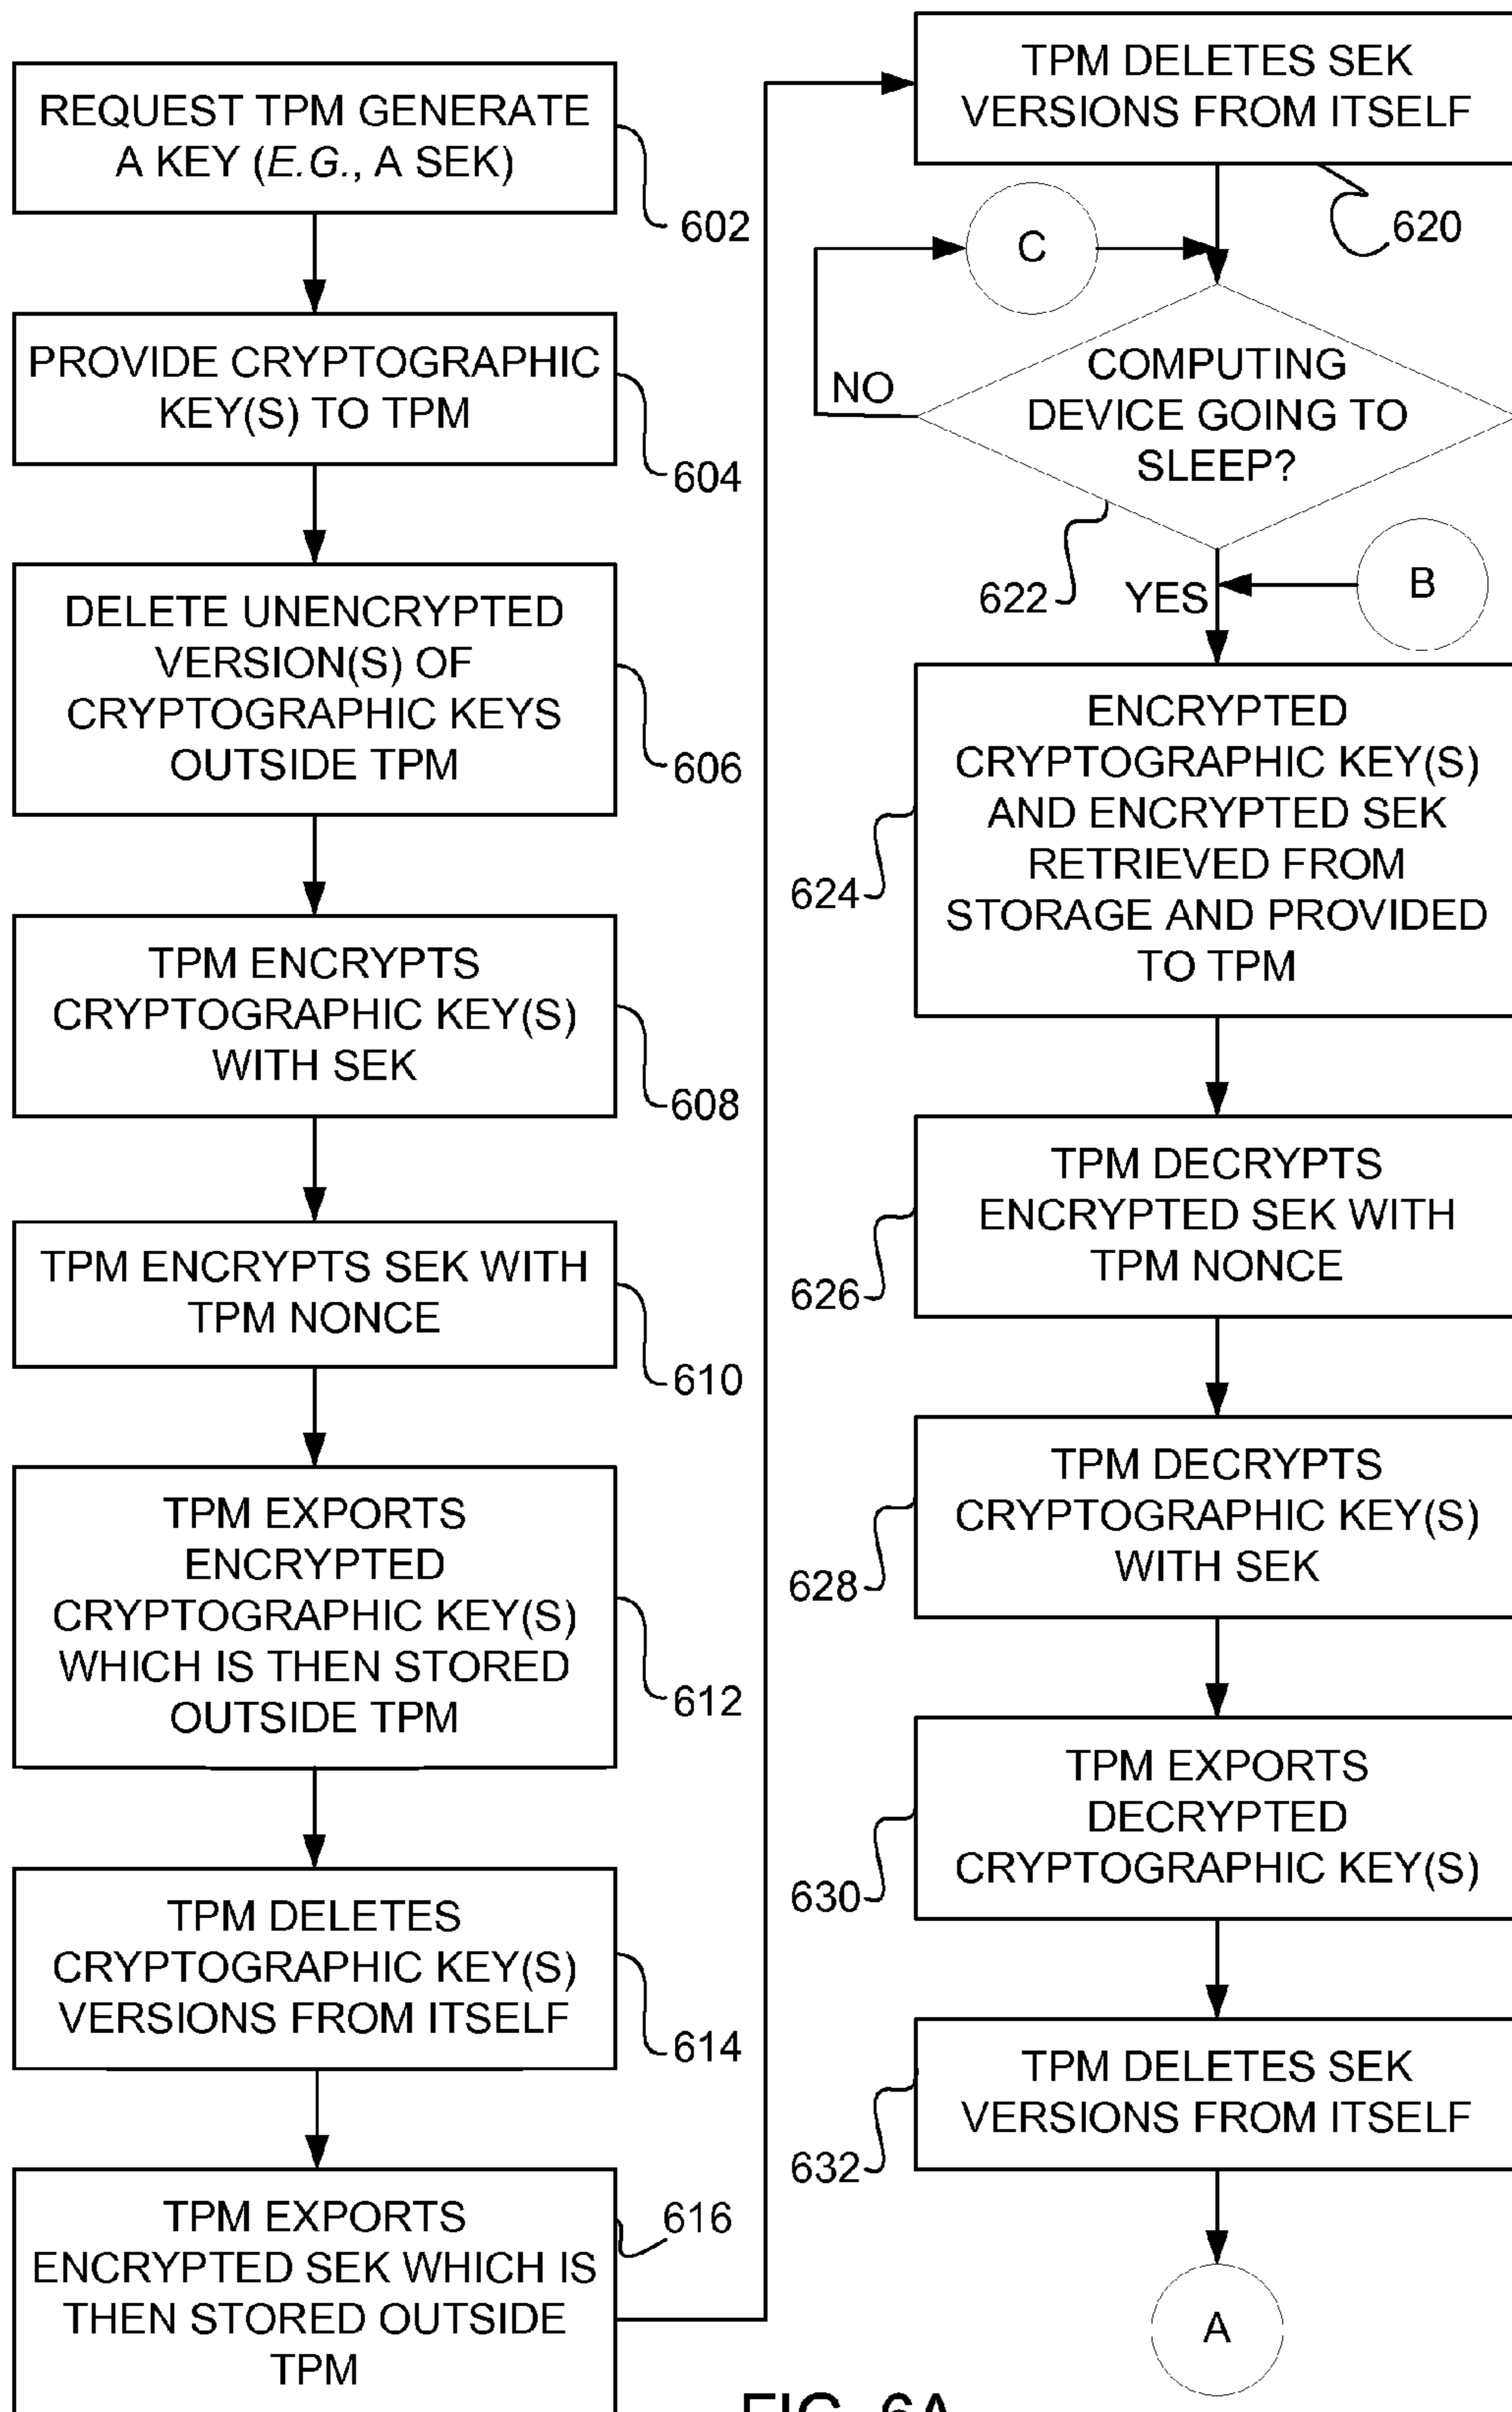 REQUEST TPM GENERATE
A KEY (E.G., A SEK)
602
PROVIDE CRYPTOGRAPHIC
KEY(S) TO TPM
604
DELETE UNENCRYPTED
VERSION(S) OF
CRYPTOGRAPHIC KEYS
OUTSIDE TPM
606
TPM ENCRYPTS
CRYPTOGRAPHIC KEY(S)
WITH SEK
608
TPM ENCRYPTS SEK WITH
TPM NONCE
610
TPM EXPORTS
ENCRYPTED
CRYPTOGRAPHIC KEY(S)
WHICH IS THEN STORED
OUTSIDE TPM
612
TPM DELETES
CRYPTOGRAPHIC KEY(S)
VERSIONS FROM ITSELF
614
TPM EXPORTS
ENCRYPTED SEK WHICH IS
THEN STORED OUTSIDE
TPM
616
TPM DELETES SEK
VERSIONS FROM ITSELF
620
C
COMPUTING
DEVICE GOING TO
SLEEP?
NO
622
YES
B
ENCRYPTED
CRYPTOGRAPHIC KEY(S)
AND ENCRYPTED SEK
RETRIEVED FROM
STORAGE AND PROVIDED
TO TPM
624
TPM DECRYPTS
ENCRYPTED SEK WITH
TPM NONCE
626
TPM DECRYPTS
CRYPTOGRAPHIC KEY(S)
WITH SEK
628
TPM EXPORTS
DECRYPTED
CRYPTOGRAPHIC KEY(S)
630
TPM DELETES SEK
VERSIONS FROM ITSELF
632
A
FIG. 6A